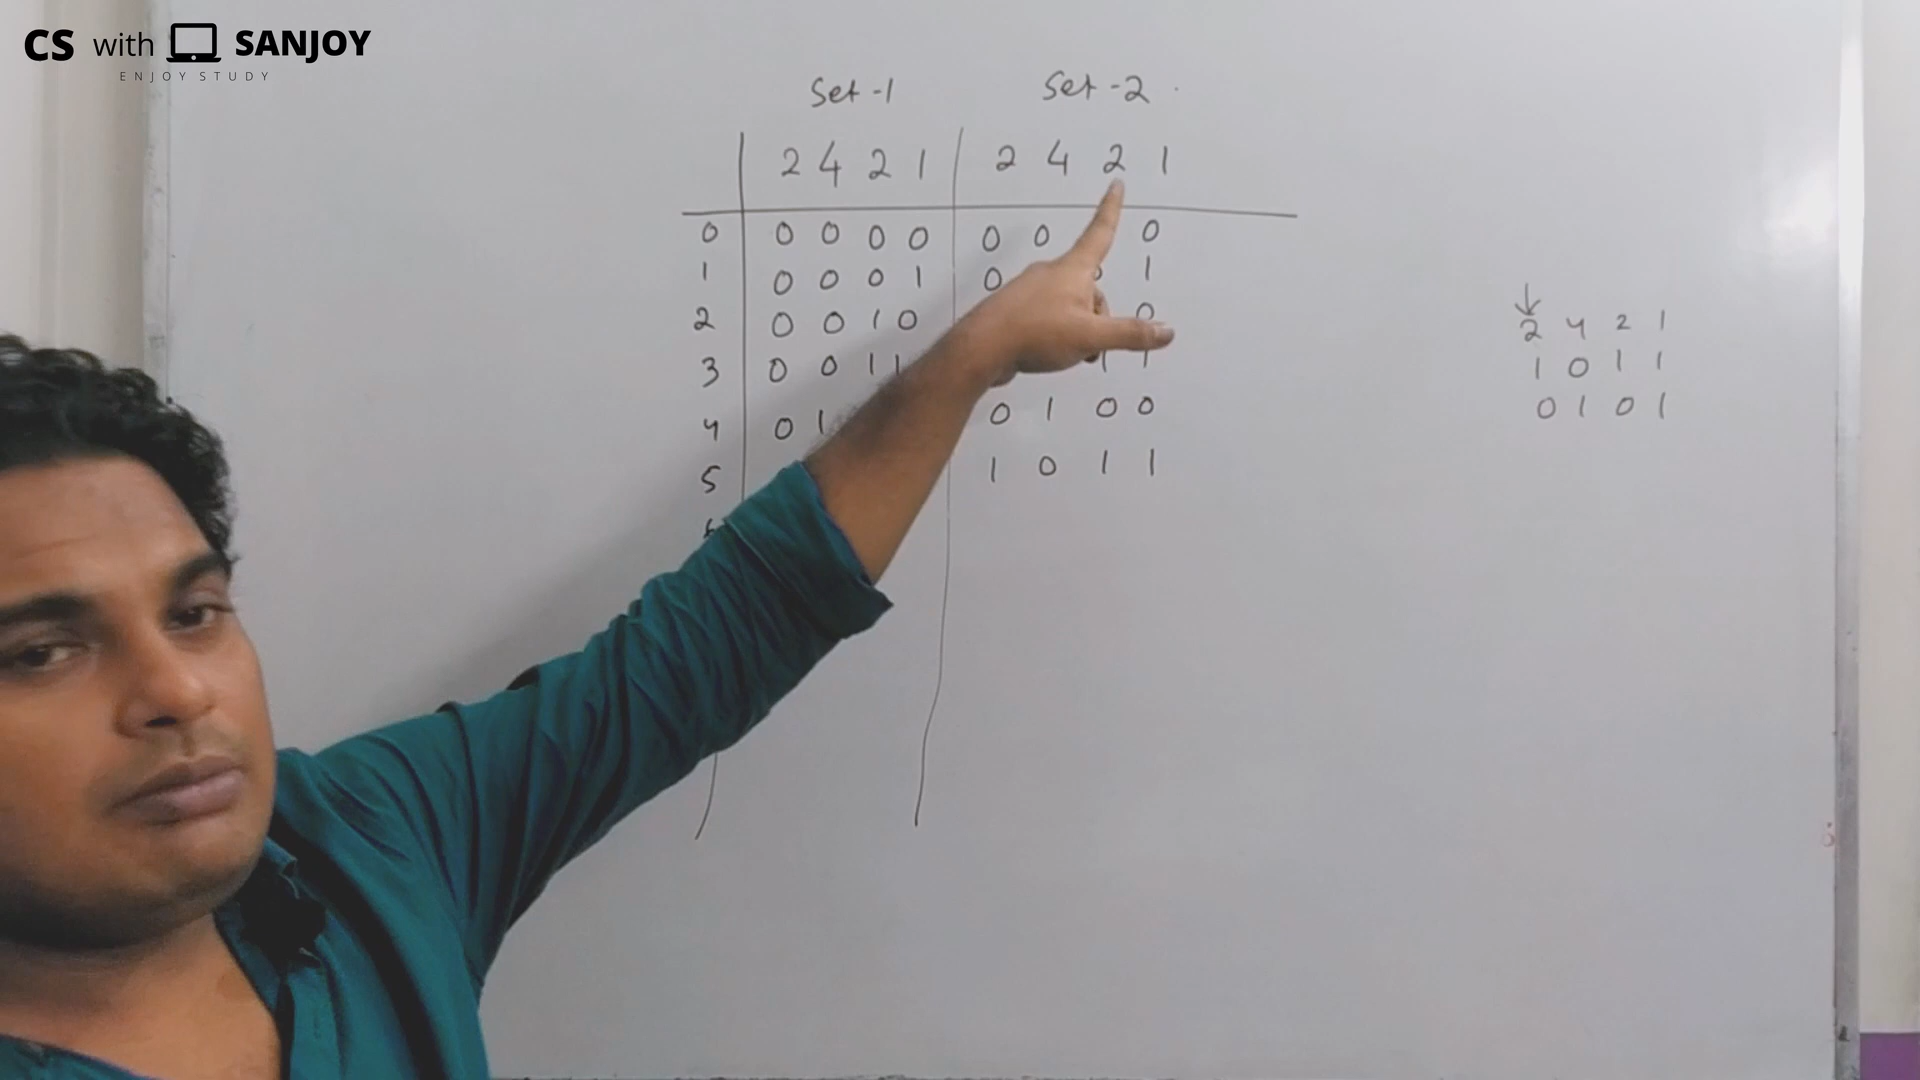 CS with SANJOY
ENJOY STUDY
Set-1 Set-2
2 4 2 1 2 4 2 1
0 0 0 0 0 0 0 0
1 0 0 0 1 0 1
2 0 0 1 0 0
3 0 0 1 1 1 1
4 0 1 0 1 0 0
5 1 0 1 1
2 4 2 1
1 0 1 1
0 1 0 1